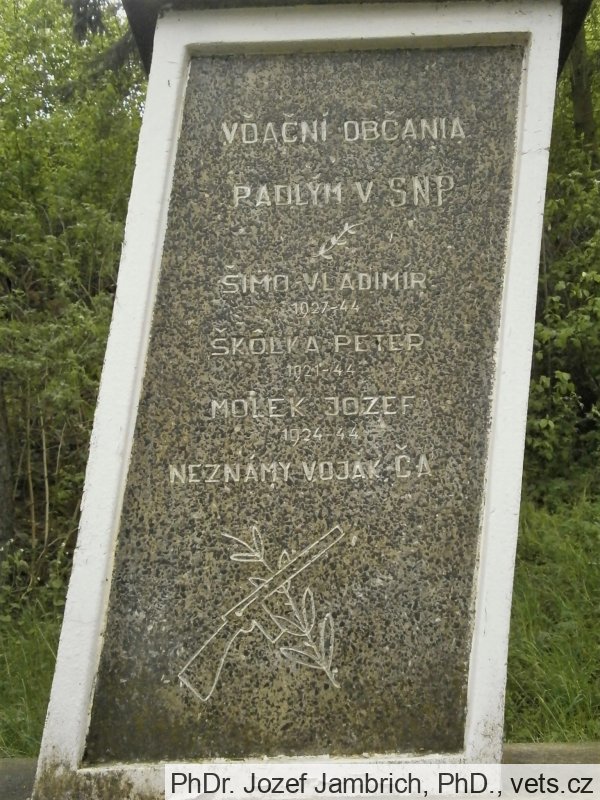 VĎAČNÍ OBČANIA
PADLÝM V SNP
ŠIMO VLADIMÍR
1927-44
ŠKÔLKA PETER
1921-44
MOLEK JOZEF
1924-44
NEZNÁMY VOJAK ČA
PhDr. Jozef Jambrich, PhD., vets.cz